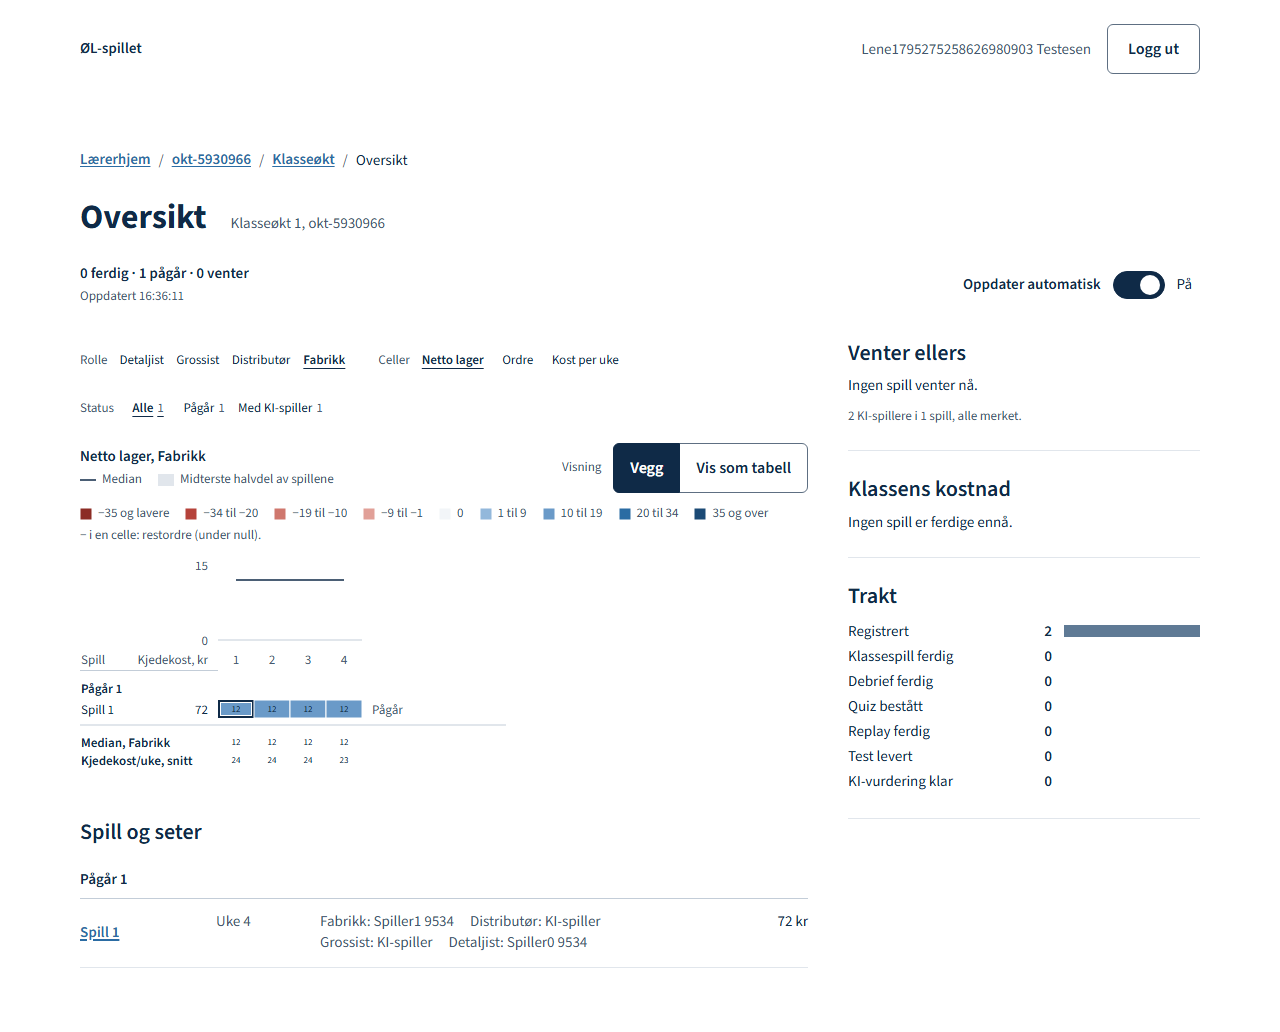 ØL-spillet
Lene1795275258626980903 Testesen
Logg ut
Lærerhjem / okt-5930966 / Klasseøkt / Oversikt
Oversikt
Klasseøkt 1, okt-5930966
0 ferdig · 1 pågår · 0 venter
Oppdatert 16:36:11
Oppdater automatisk
På
Rolle Detaljist Grossist Distributør Fabrikk Celler Netto lager Ordre Kost per uke
Status Alle 1 Pågår 1 Med KI-spiller 1
Netto lager, Fabrikk
Median Midterste halvdel av spillene
Visning Vegg Vis som tabell
−35 og lavere −34 til −20 −19 til −10 −9 til −1 0 1 til 9 10 til 19 20 til 34 35 og over
− i en celle: restordre (under null).
15
0
Spill Kjedekost, kr 1 2 3 4
Pågår 1
Spill 1 72 12 12 12 12 Pågår
Median, Fabrikk 12 12 12 12
Kjedekost/uke, snitt 24 24 24 23
Spill og seter
Pågår 1
Spill 1
Uke 4
Fabrikk: Spiller1 9534 Distributør: KI-spiller
Grossist: KI-spiller Detaljist: Spiller0 9534
72 kr
Venter ellers
Ingen spill venter nå.
2 KI-spillere i 1 spill, alle merket.
Klassens kostnad
Ingen spill er ferdige ennå.
Trakt
Registrert 2
Klassespill ferdig 0
Debrief ferdig 0
Quiz bestått 0
Replay ferdig 0
Test levert 0
KI-vurdering klar 0